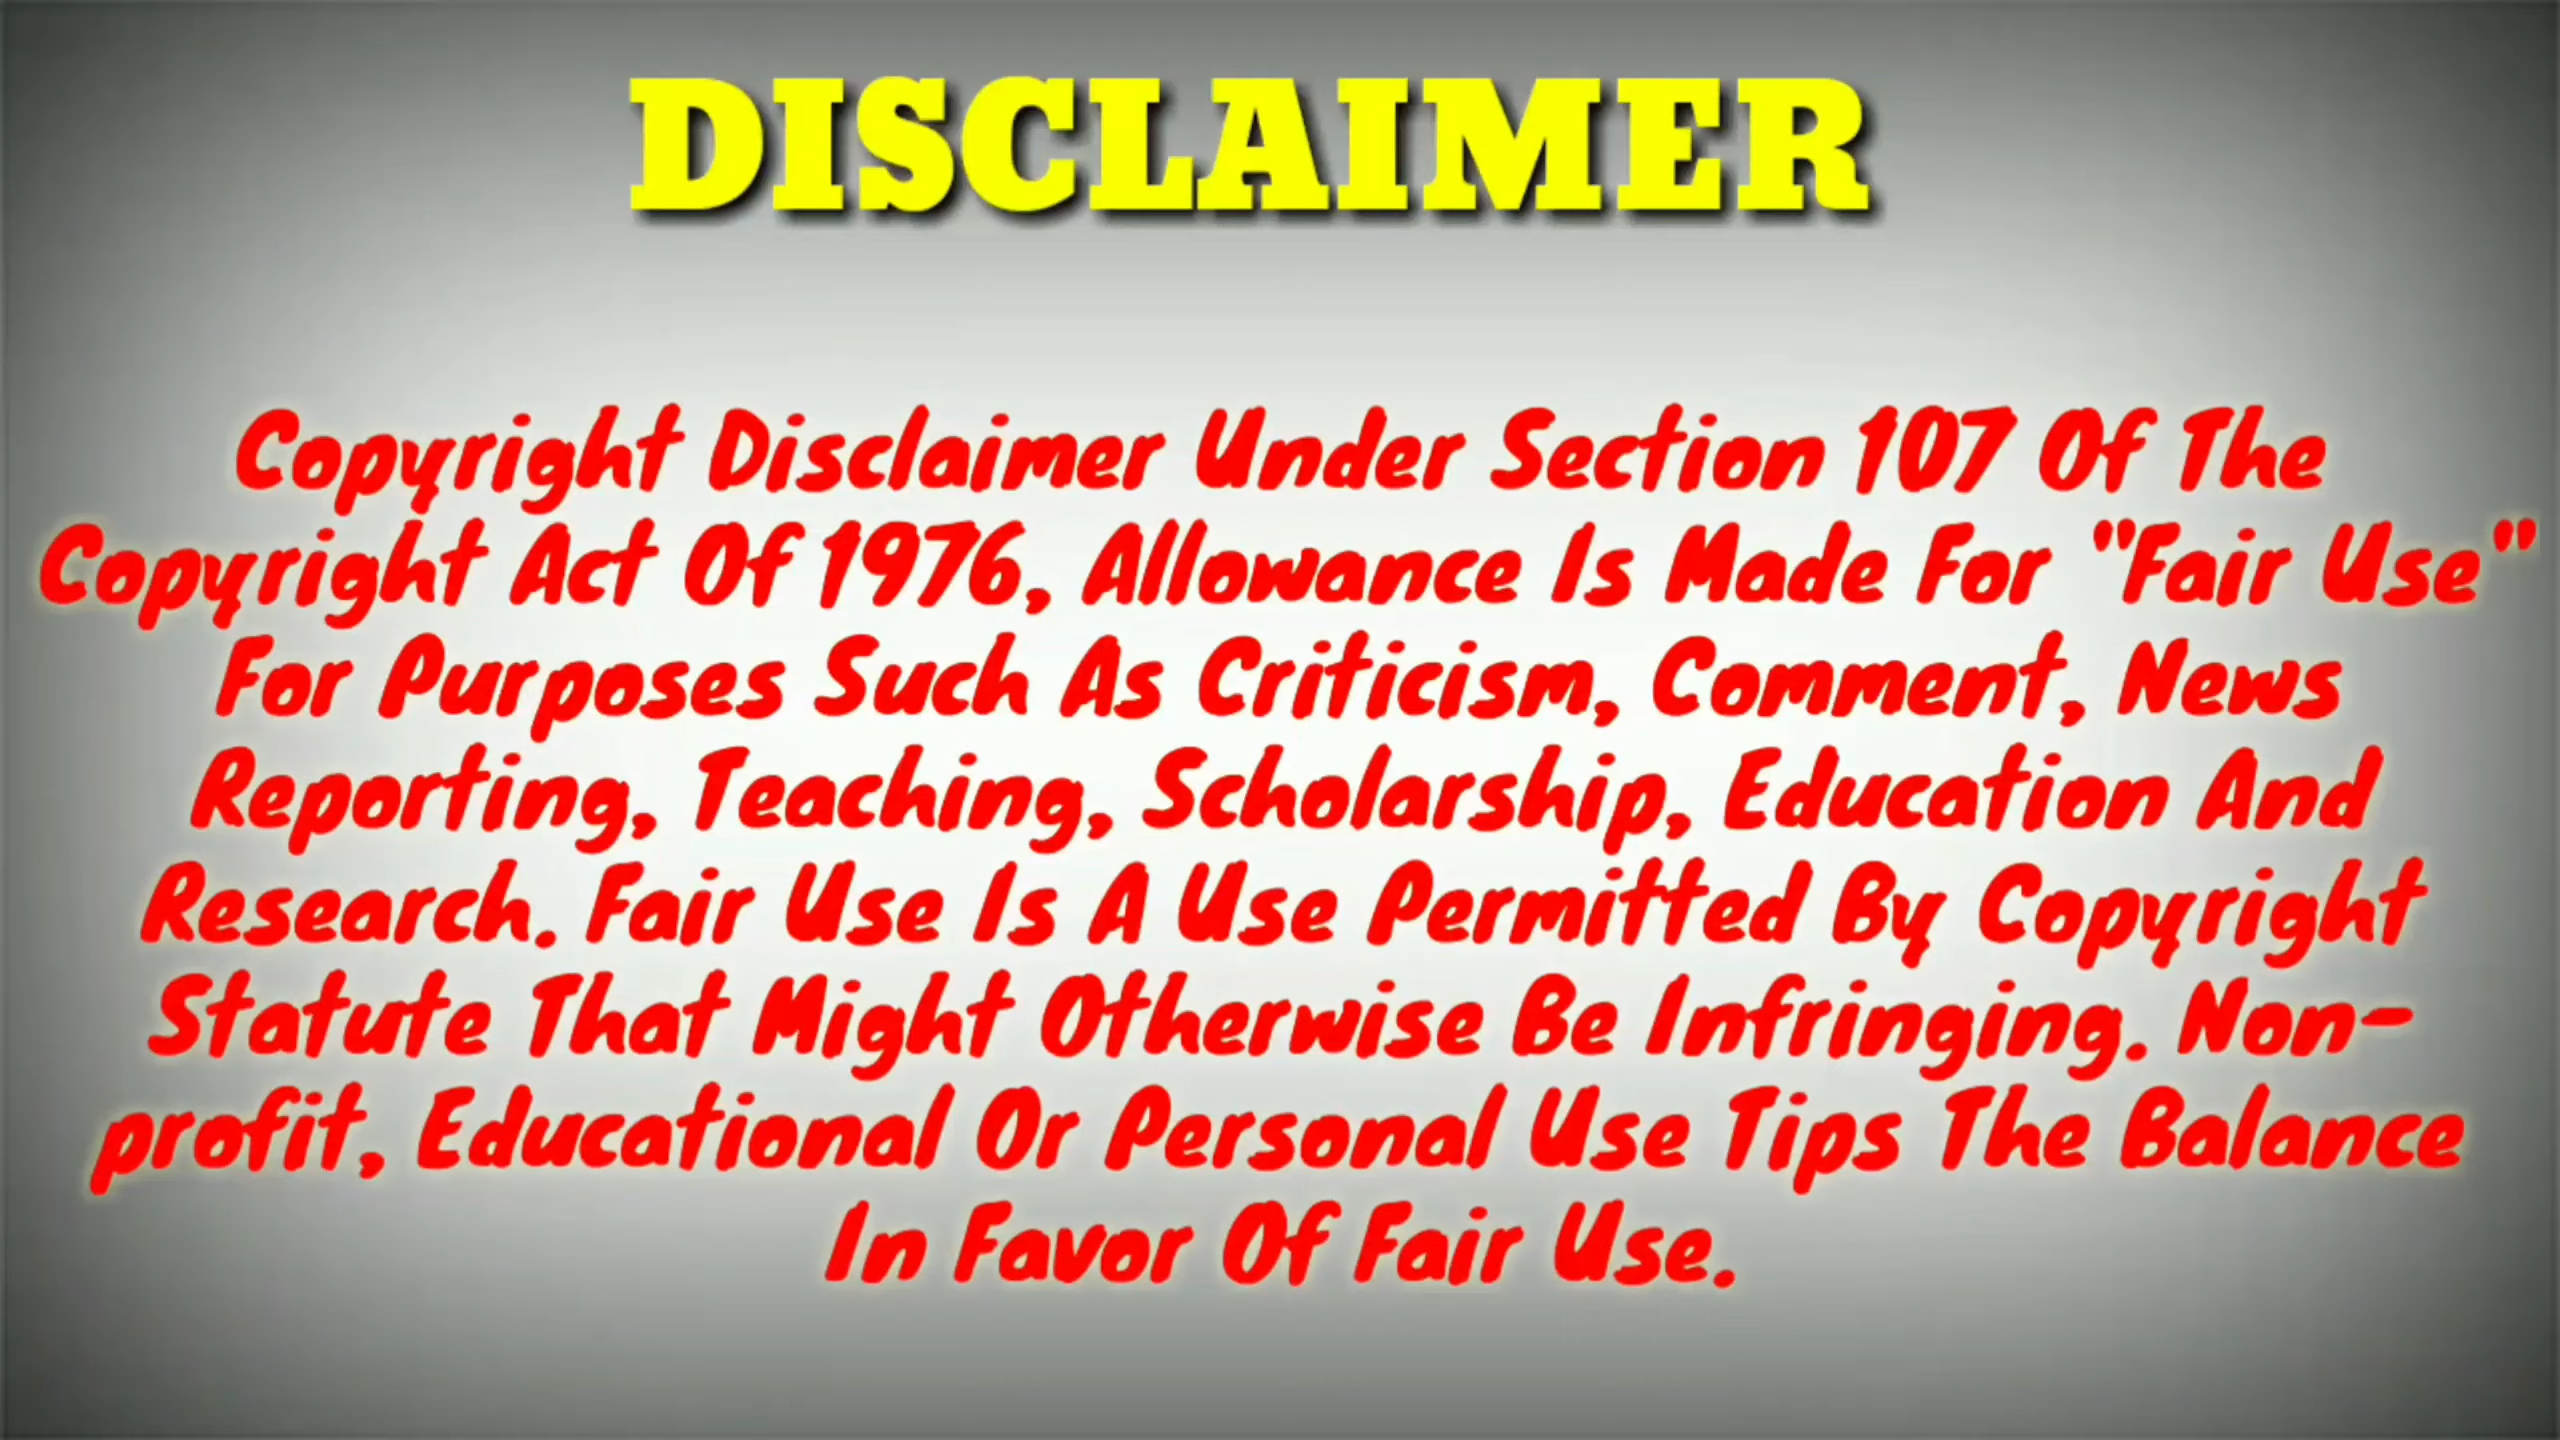 DISCLAIMER
Copyright Disclaimer Under Section 107 Of The
Copyright Act Of 1976, Allowance Is Made For "Fair Use"
For Purposes Such As Criticism, Comment, News
Reporting, Teaching, Scholarship, Education And
Research. Fair Use Is A Use Permitted By Copyright
Statute That Might Otherwise Be Infringing. Non-
profit, Educational Or Personal Use Tips The Balance
In Favor Of Fair Use.